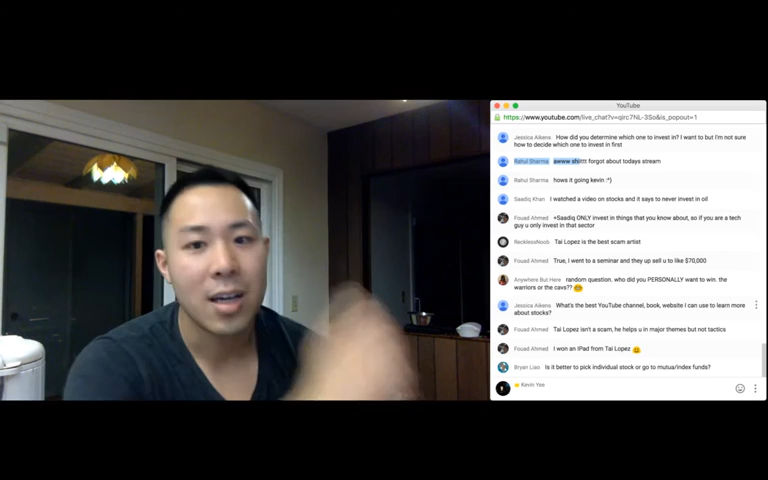 YouTube
https://www.youtube.com/live_chat?v=qirc7NL-3So&is_popout=1
Jessica Aikens How did you determine which one to invest in? I want to but I'm not sure
how to decide which one to invest in first
Rahul Sharma awww shiittt forgot about todays stream
Rahul Sharma hows it going kevin :*)
Saadiq Khan I watched a video on stocks and it says to never invest in oil
Fouad Ahmed +Saadiq ONLY invest in things that you know about, so if you are a tech
guy u only invest in that sector
RecklessNoob Tai Lopez is the best scam artist
Fouad Ahmed True, I went to a seminar and they up sell u to like $70,000
Anywhere But Here random question. who did you PERSONALLY want to win. the
warriors or the cavs??
Jessica Aikens What's the best YouTube channel, book, website I can use to learn more
about stocks?
Fouad Ahmed Tai Lopez isn't a scam, he helps u in major themes but not tactics
Fouad Ahmed I won an iPad from Tai Lopez
Bryan Liao Is it better to pick individual stock or go to mutua/index funds?
Kevin Yee